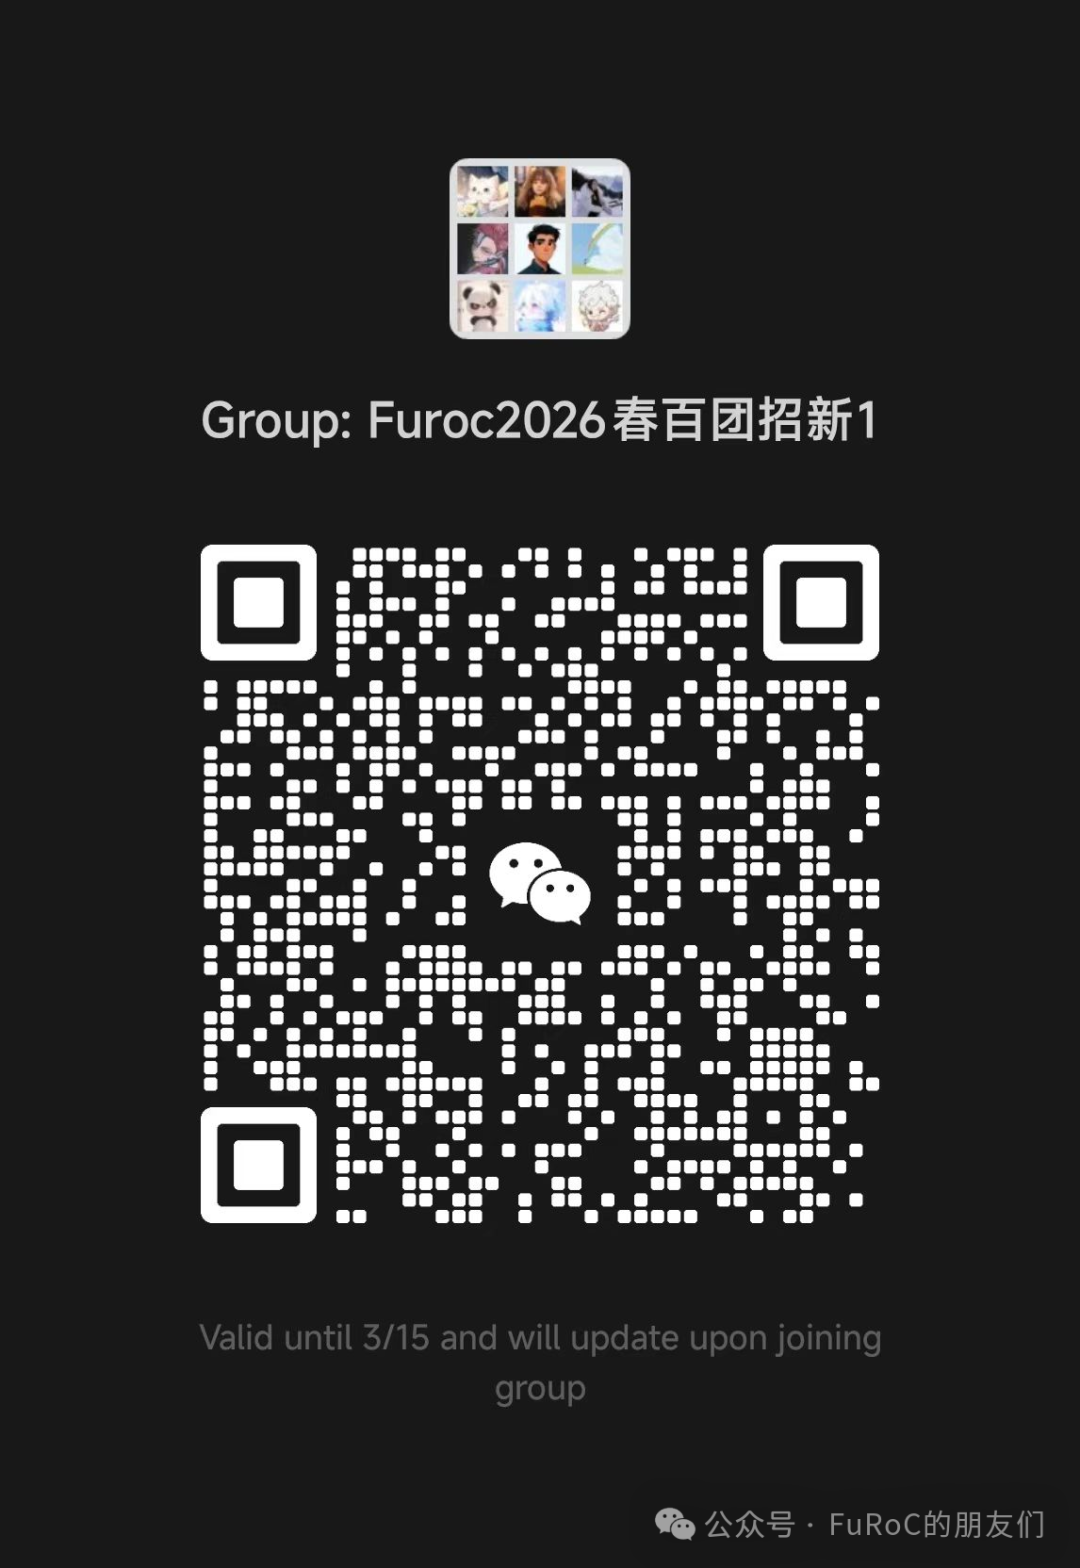 Group: Furoc2026春百团招新1
Valid until 3/15 and will update upon joining
group
公众号 · FuRoC的朋友们